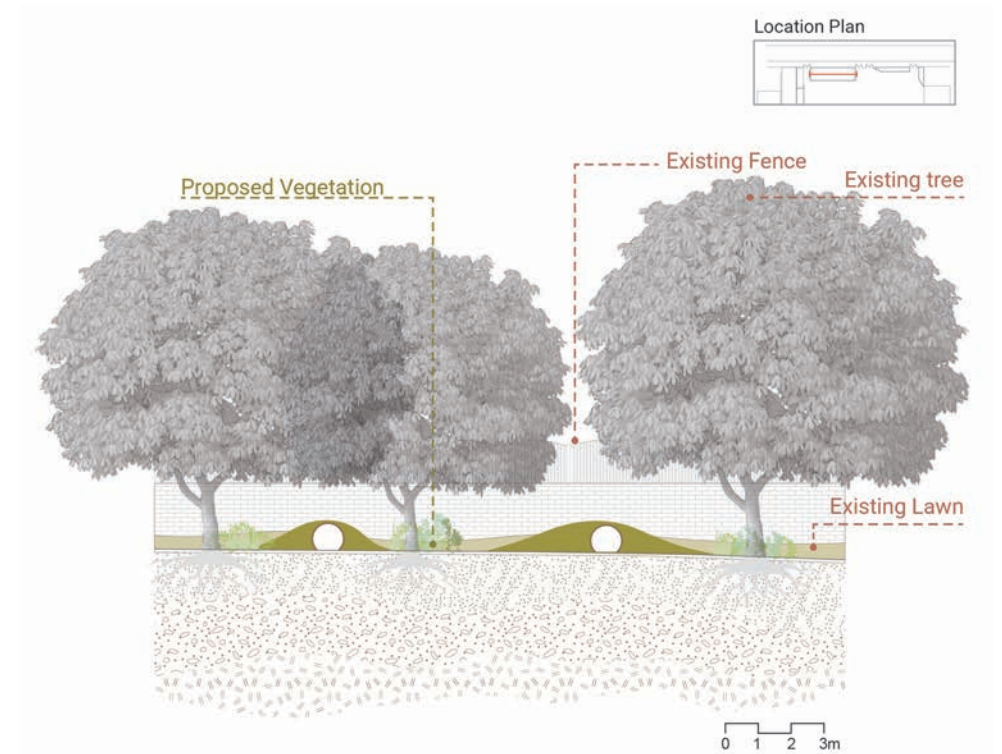 Location Plan
Existing Fence
Existing tree
Proposed Vegetation
Existing Lawn
0 1 2 3m